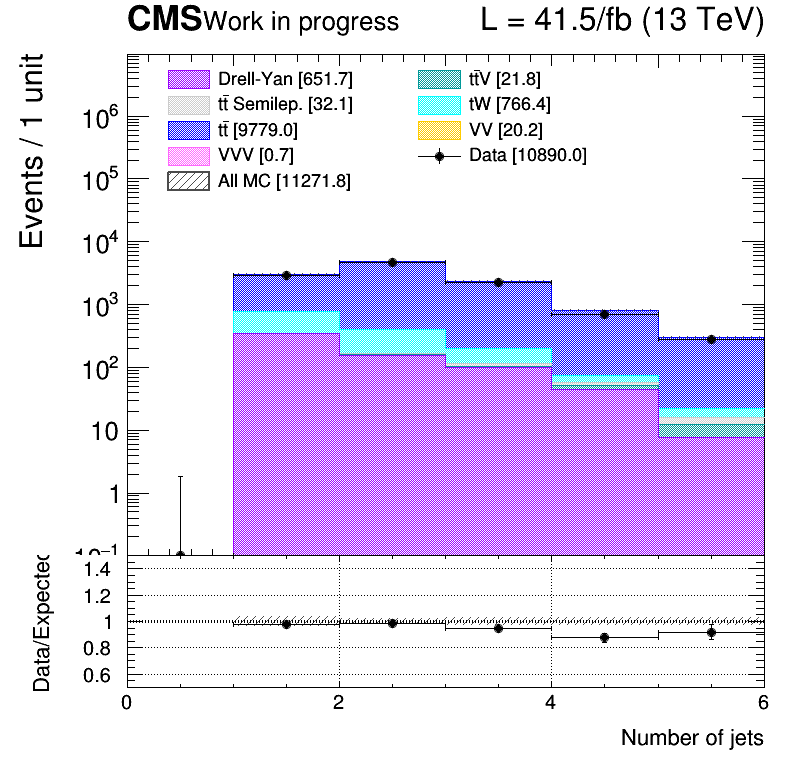 CMS Work in progress L = 41.5/fb (13 TeV)
Events / 1 unit
Drell-Yan [651.7] tt̄V [21.8]
tt̄ Semilep. [32.1] tW [766.4]
tt̄ [9779.0] VV [20.2]
VVV [0.7] Data [10890.0]
All MC [11271.8]
10⁶
10⁵
10⁴
10³
10²
10
1
10⁻¹
Data/Expected
1.4
1.2
1
0.8
0.6
0 2 4 6
Number of jets